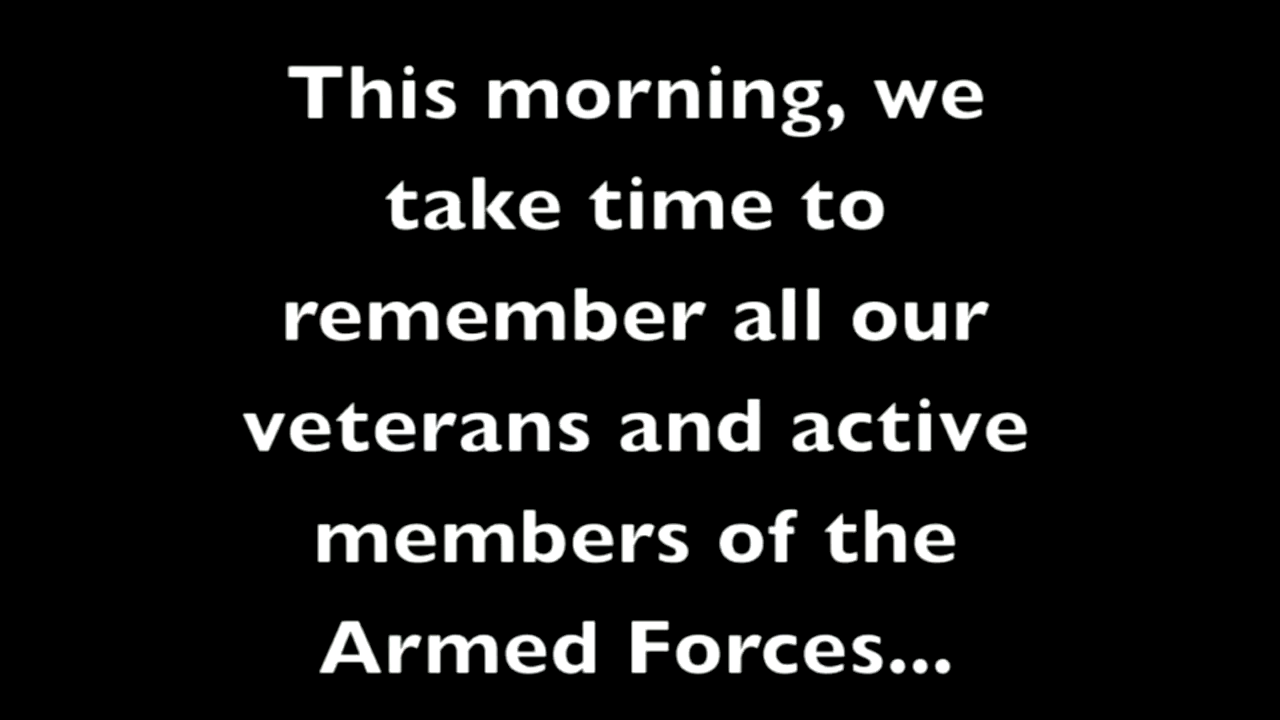 This morning, we
take time to
remember all our
veterans and active
members of the
Armed Forces...